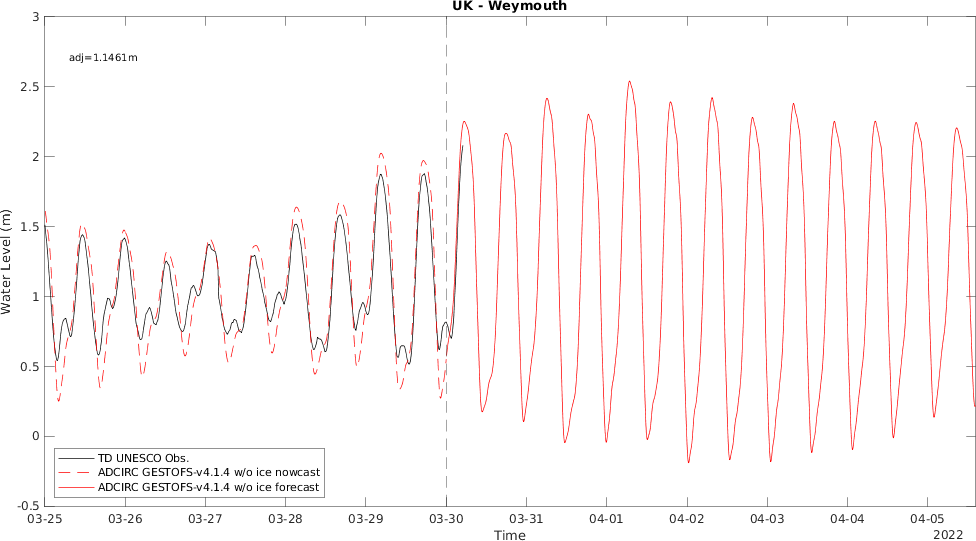 UK - Weymouth
3
adj=1.1461m
2.5
2
1.5
1
0.5
0
-0.5
Water Level (m)
TD UNESCO Obs.
ADCIRC GESTOFS-v4.1.4 w/o ice nowcast
ADCIRC GESTOFS-v4.1.4 w/o ice forecast
03-25 03-26 03-27 03-28 03-29 03-30 03-31 04-01 04-02 04-03 04-04 04-05
Time
2022